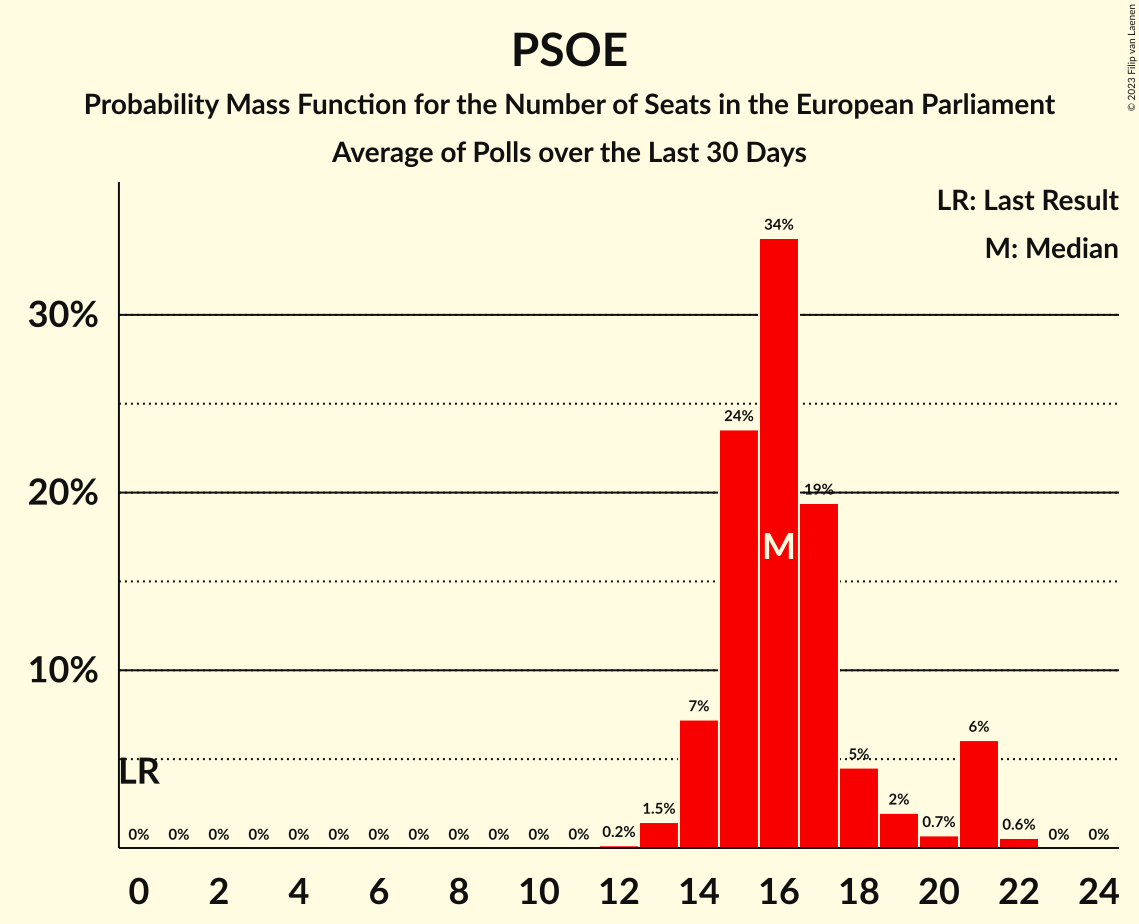 PSOE
Probability Mass Function for the Number of Seats in the European Parliament
Average of Polls over the Last 30 Days
© 2023 Filip van Laenen
LR: Last Result
M: Median
34%
30%
24%
20%
19%
M
10%
7%
6%
5%
LR
2%
1.5%
0.7%
0.6%
0% 0% 0% 0% 0% 0% 0% 0% 0% 0% 0% 0% 0.2% 0% 0%
0 2 4 6 8 10 12 14 16 18 20 22 24